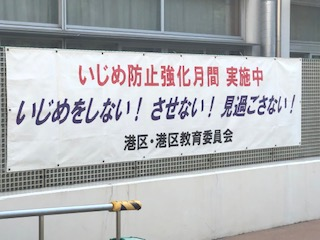 いじめ防止強化月間 実施中
いじめをしない！ させない！ 見過ごさない！
港区・港区教育委員会